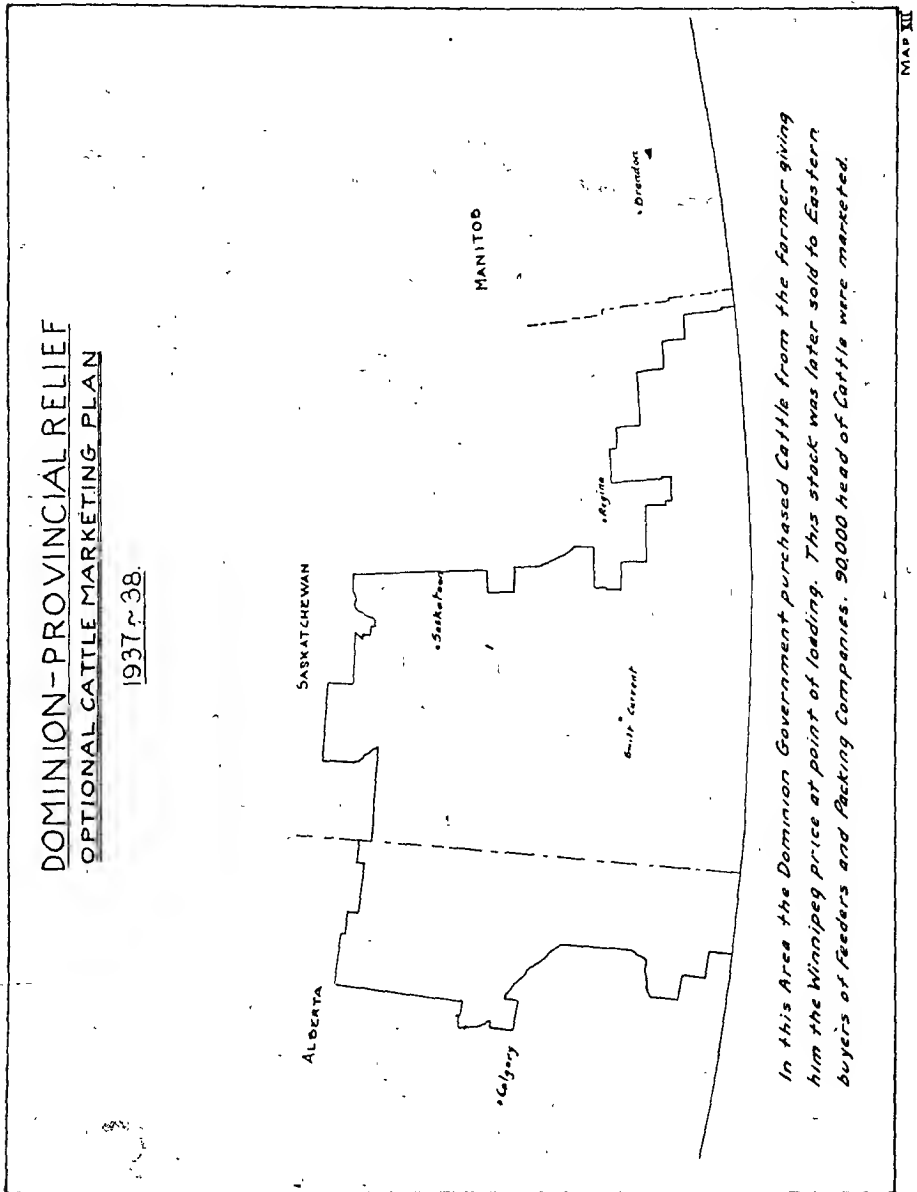 DOMINION-PROVINCIAL RELIEF
OPTIONAL CATTLE MARKETING PLAN
1937~38.
SASKATCHEWAN
ALBERTA
MANITOB
Saskatoon
Calgary
Regina
Brandon
Swift Current
In this Area the Dominion Government purchased Cattle from the Farmer giving
him the Winnipeg price at point of loading. This stock was later sold to Eastern
buyers of Feeders and Packing Companies. 90,000 head of Cattle were marketed.
MAP XII